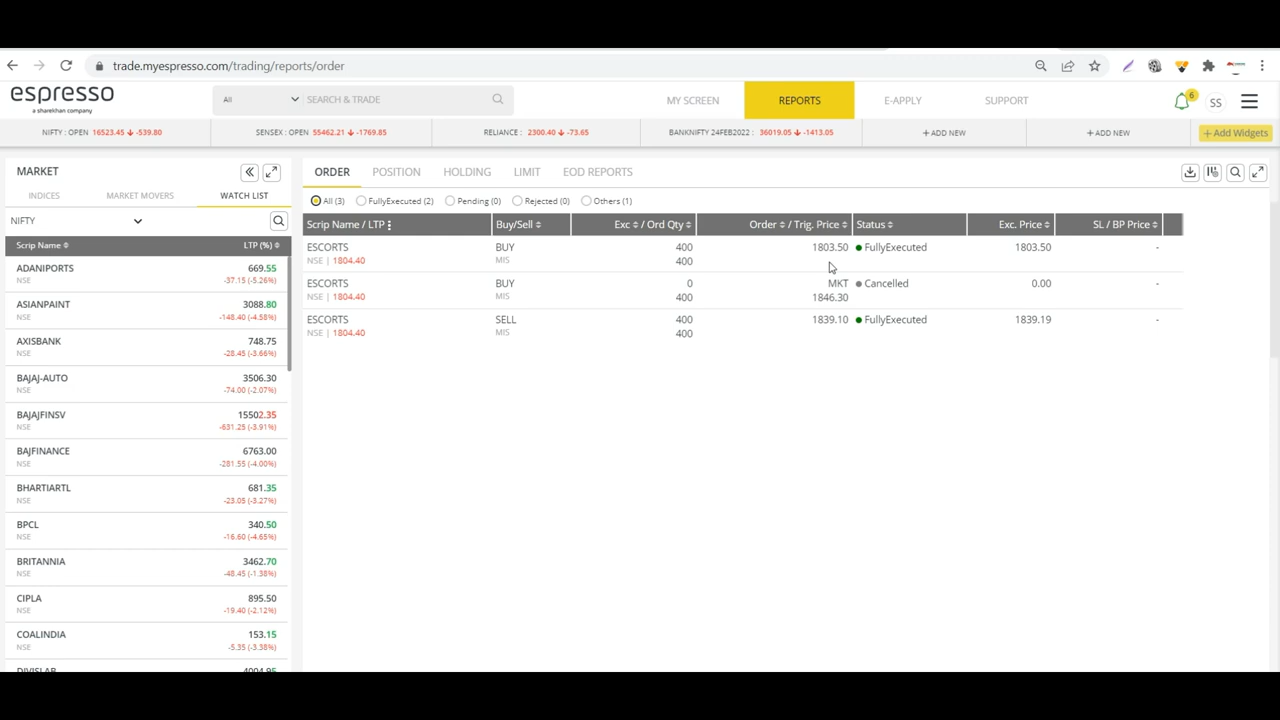 trade.myespresso.com/trading/reports/order
espresso
a sharekhan company
All SEARCH & TRADE
MY SCREEN REPORTS E-APPLY SUPPORT
6 SS
NIFTY : OPEN 16523.45 -539.80 SENSEX : OPEN 55462.21 -1769.85 RELIANCE : 2300.40 -73.65 BANKNIFTY 24FEB2022 : 36019.05 -1413.05 + ADD NEW + ADD NEW + Add Widgets
MARKET
INDICES MARKET MOVERS WATCH LIST
NIFTY
Scrip Name LTP (%)
ADANIPORTS 669.55
NSE -37.15 (-5.26%)
ASIANPAINT 3088.80
NSE -148.40 (-4.58%)
AXISBANK 748.75
NSE -28.45 (-3.66%)
BAJAJ-AUTO 3506.30
NSE -74.00 (-2.07%)
BAJAJFINSV 15502.35
NSE -631.25 (-3.91%)
BAJFINANCE 6763.00
NSE -281.55 (-4.00%)
BHARTIARTL 681.35
NSE -23.05 (-3.27%)
BPCL 340.50
NSE -16.60 (-4.65%)
BRITANNIA 3462.70
NSE -48.45 (-1.38%)
CIPLA 895.50
NSE -19.40 (-2.12%)
COALINDIA 153.15
NSE -5.35 (-3.38%)
DIVISLAB 4004.95
ORDER POSITION HOLDING LIMIT EOD REPORTS
All (3) FullyExecuted (2) Pending (0) Rejected (0) Others (1)
Scrip Name / LTP Buy/Sell Exc / Ord Qty Order / Trig. Price Status Exc. Price SL / BP Price
ESCORTS BUY 400 1803.50 FullyExecuted 1803.50 -
NSE | 1804.40 MIS 400
ESCORTS BUY 0 MKT Cancelled 0.00 -
NSE | 1804.40 MIS 400 1846.30
ESCORTS SELL 400 1839.10 FullyExecuted 1839.19 -
NSE | 1804.40 MIS 400